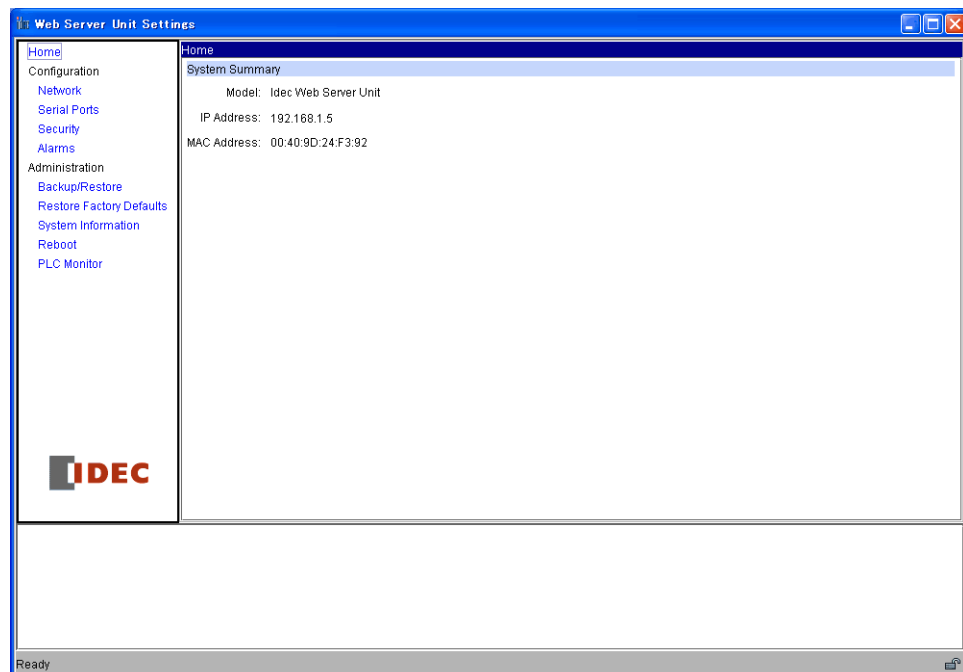 Web Server Unit Settings
Home
Configuration
Network
Serial Ports
Security
Alarms
Administration
Backup/Restore
Restore Factory Defaults
System Information
Reboot
PLC Monitor
IDEC
Home
System Summary
Model: Idec Web Server Unit
IP Address: 192.168.1.5
MAC Address: 00:40:9D:24:F3:92
Ready